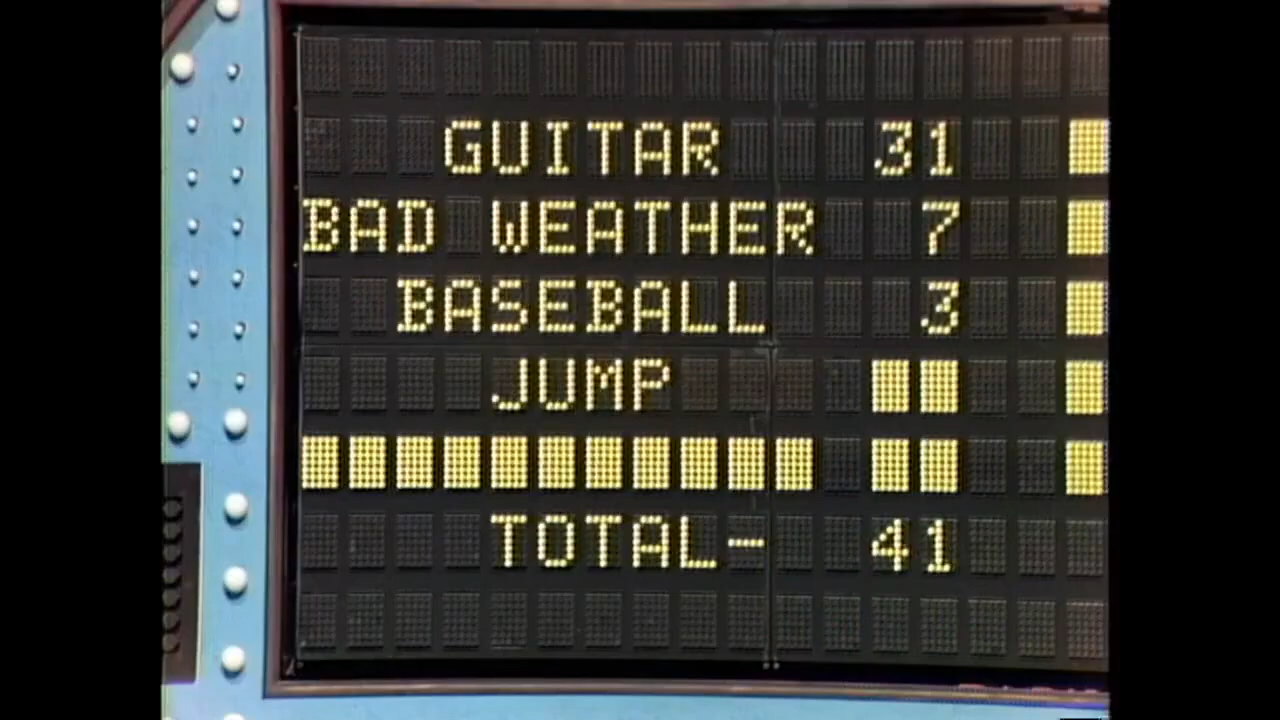 GUITAR 31
BAD WEATHER 7
BASEBALL 3
JUMP
TOTAL- 41